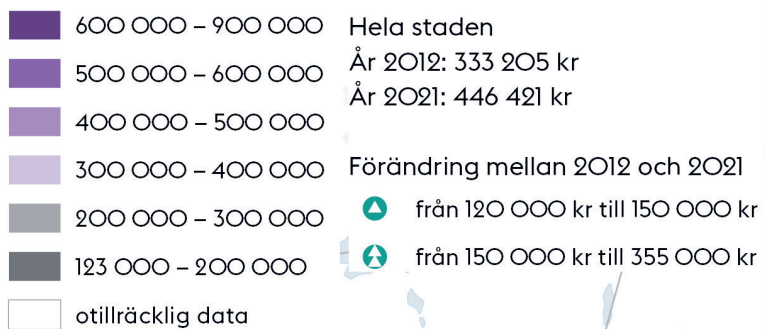 600 000 – 900 000
500 000 – 600 000
400 000 – 500 000
300 000 – 400 000
200 000 – 300 000
123 000 – 200 000
otillräcklig data
Hela staden
År 2012: 333 205 kr
År 2021: 446 421 kr
Förändring mellan 2012 och 2021
från 120 000 kr till 150 000 kr
från 150 000 kr till 355 000 kr